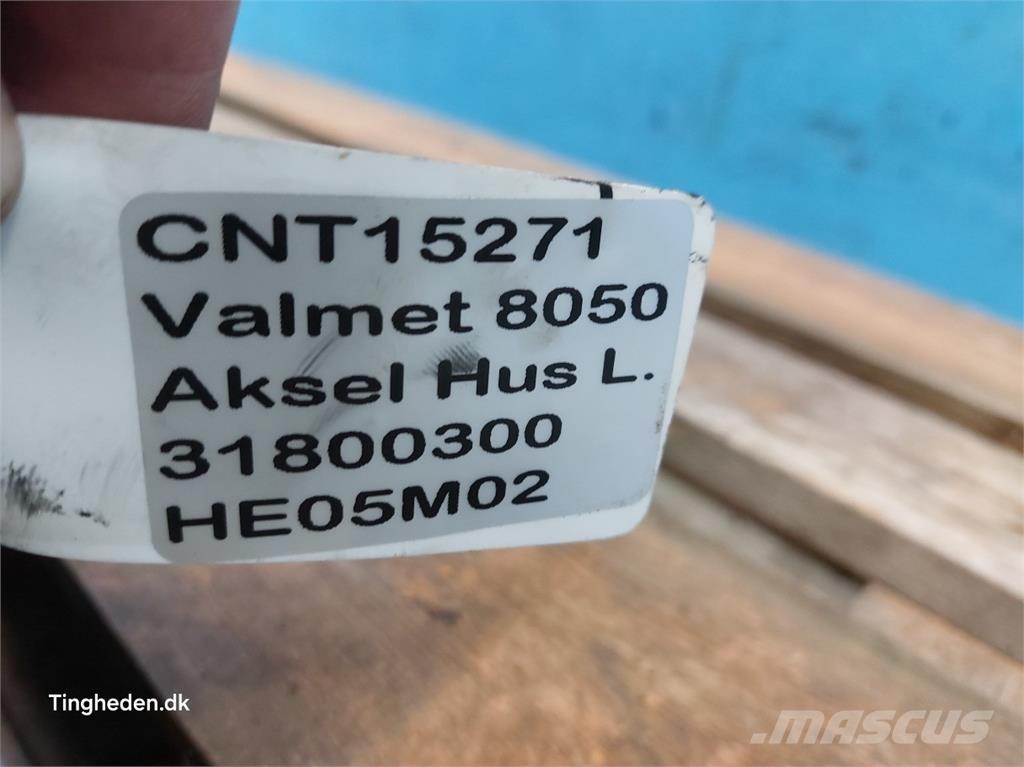 CNT15271
Valmet 8050
Aksel Hus L.
31800300
HE05M02
Tingheden.dk
MASCUS